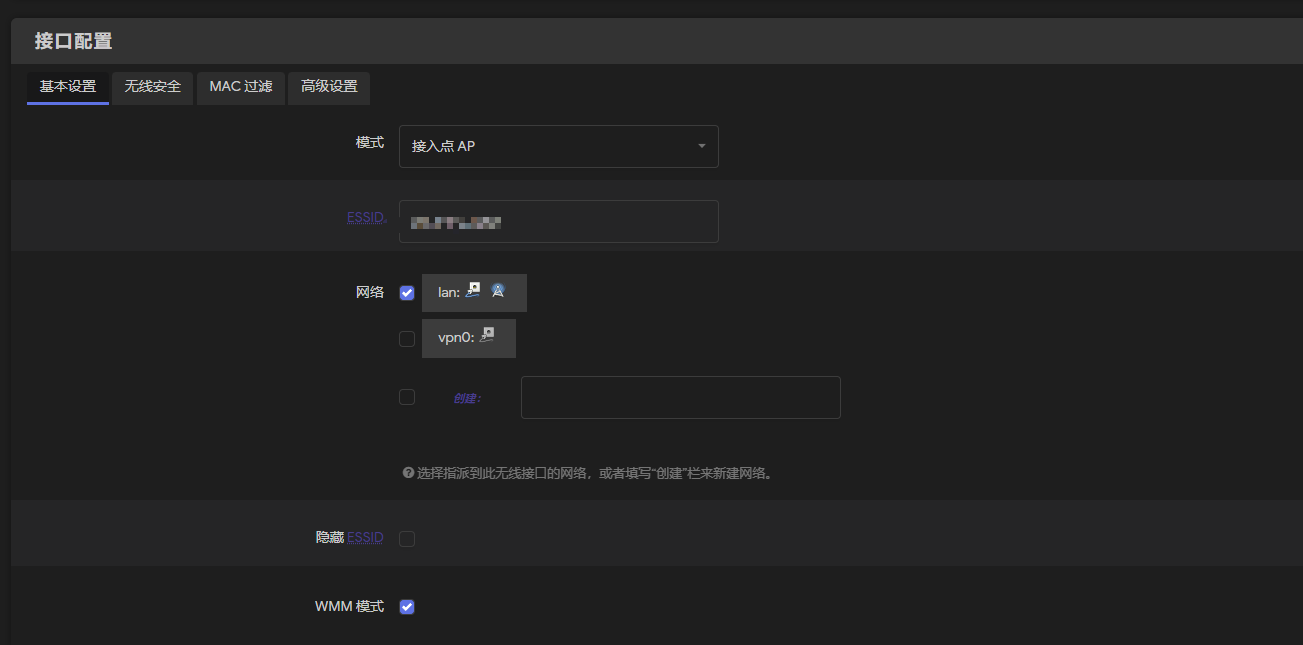 接口配置
基本设置 无线安全 MAC 过滤 高级设置
模式 接入点 AP
ESSID
网络 lan:
vpn0:
创建:
选择指派到此无线接口的网络，或者填写“创建”栏来新建网络。
隐藏 ESSID
WMM 模式